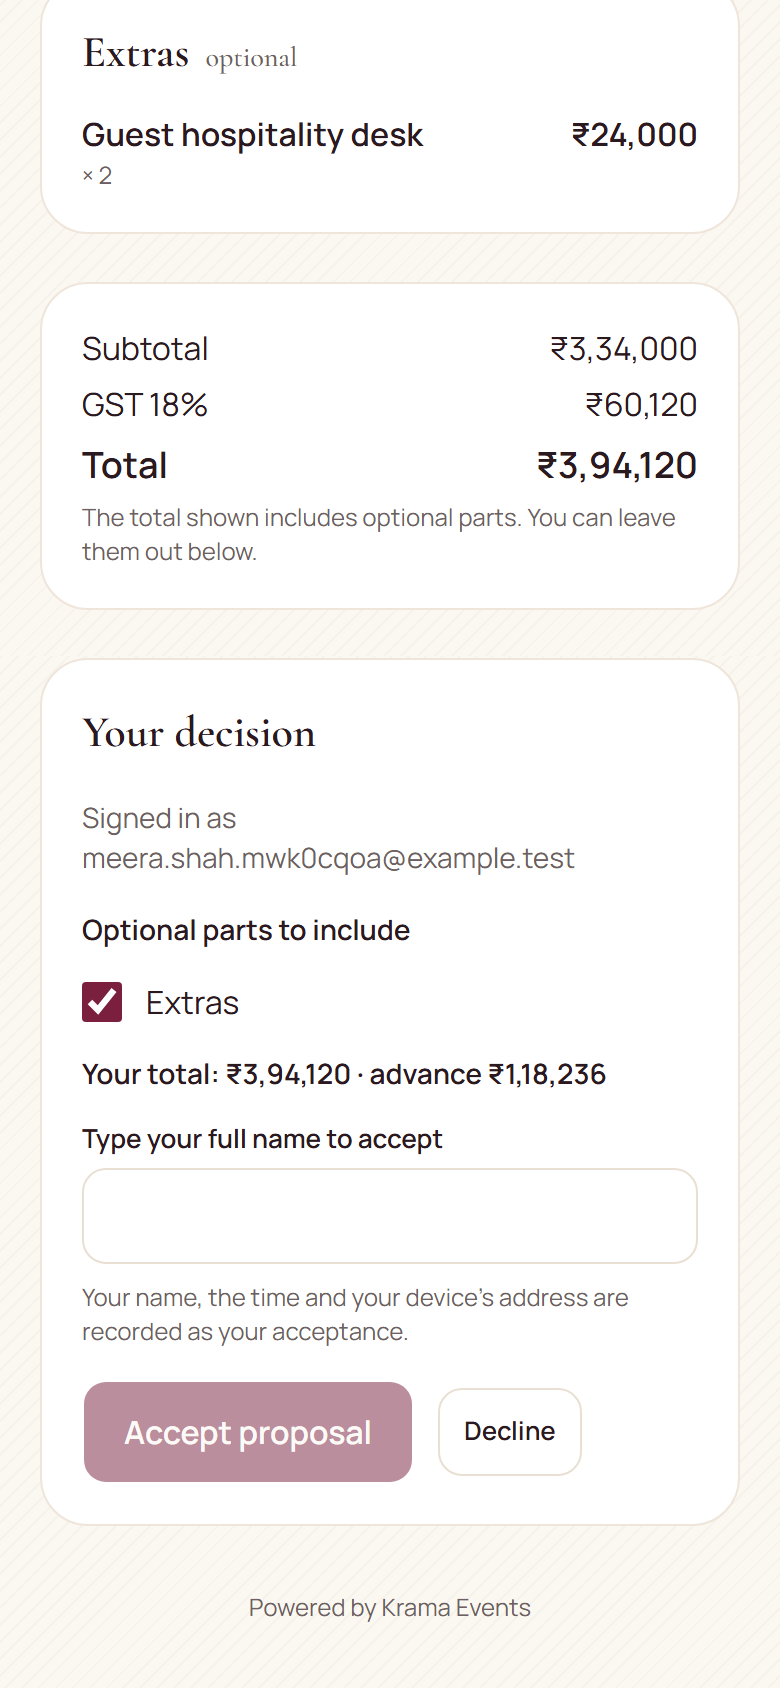 Extras optional
Guest hospitality desk ₹24,000
× 2
Subtotal ₹3,34,000
GST 18% ₹60,120
Total ₹3,94,120
The total shown includes optional parts. You can leave
them out below.
Your decision
Signed in as
meera.shah.mwk0cqoa@example.test
Optional parts to include
Extras
Your total: ₹3,94,120 · advance ₹1,18,236
Type your full name to accept
Your name, the time and your device’s address are
recorded as your acceptance.
Accept proposal Decline
Powered by Krama Events